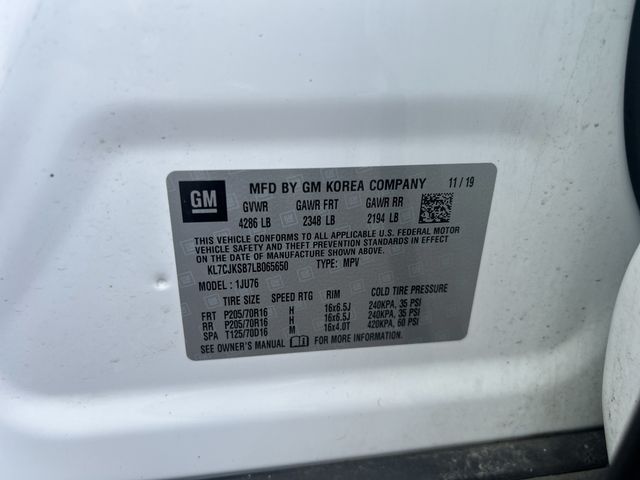 GM
MFD BY GM KOREA COMPANY 11/19
GVWR GAWR FRT GAWR RR
4286 LB 2348 LB 2194 LB
THIS VEHICLE CONFORMS TO ALL APPLICABLE U.S. FEDERAL MOTOR
VEHICLE SAFETY AND THEFT PREVENTION STANDARDS IN EFFECT ON
THE DATE OF MANUFACTURE SHOWN ABOVE.
KL7CJKSB7LB065650 TYPE: MPV
MODEL: 1JU76
TIRE SIZE SPEED RTG RIM COLD TIRE PRESSURE
FRT P205/70R16 H 16x6.5J 240KPA, 35 PSI
RR P205/70R16 H 16x6.5J 240KPA, 35 PSI
SPA T125/70D16 M 16x4.0T 420KPA, 60 PSI
SEE OWNER'S MANUAL FOR MORE INFORMATION.